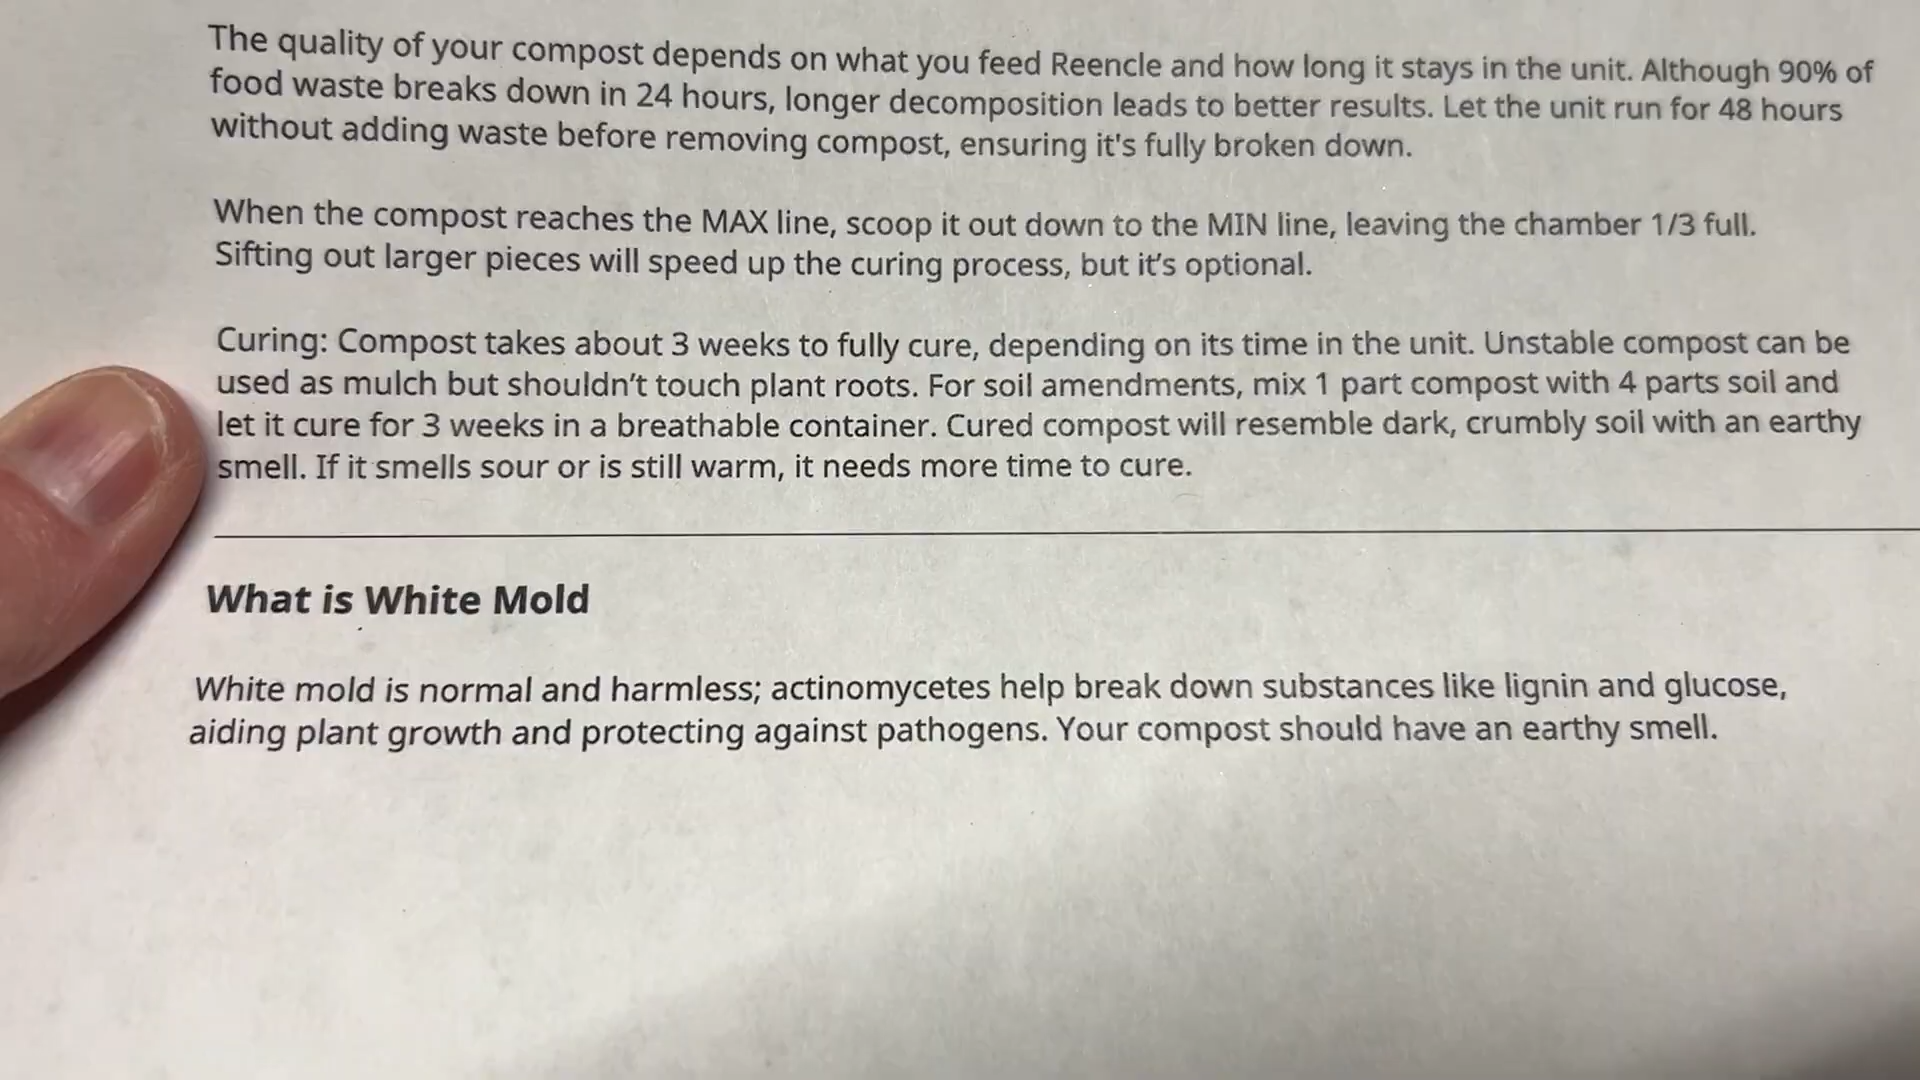 The quality of your compost depends on what you feed Reencle and how long it stays in the unit. Although 90% of
food waste breaks down in 24 hours, longer decomposition leads to better results. Let the unit run for 48 hours
without adding waste before removing compost, ensuring it's fully broken down.
When the compost reaches the MAX line, scoop it out down to the MIN line, leaving the chamber 1/3 full.
Sifting out larger pieces will speed up the curing process, but it’s optional.
Curing: Compost takes about 3 weeks to fully cure, depending on its time in the unit. Unstable compost can be
used as mulch but shouldn’t touch plant roots. For soil amendments, mix 1 part compost with 4 parts soil and
let it cure for 3 weeks in a breathable container. Cured compost will resemble dark, crumbly soil with an earthy
smell. If it smells sour or is still warm, it needs more time to cure.
What is White Mold
White mold is normal and harmless; actinomycetes help break down substances like lignin and glucose,
aiding plant growth and protecting against pathogens. Your compost should have an earthy smell.